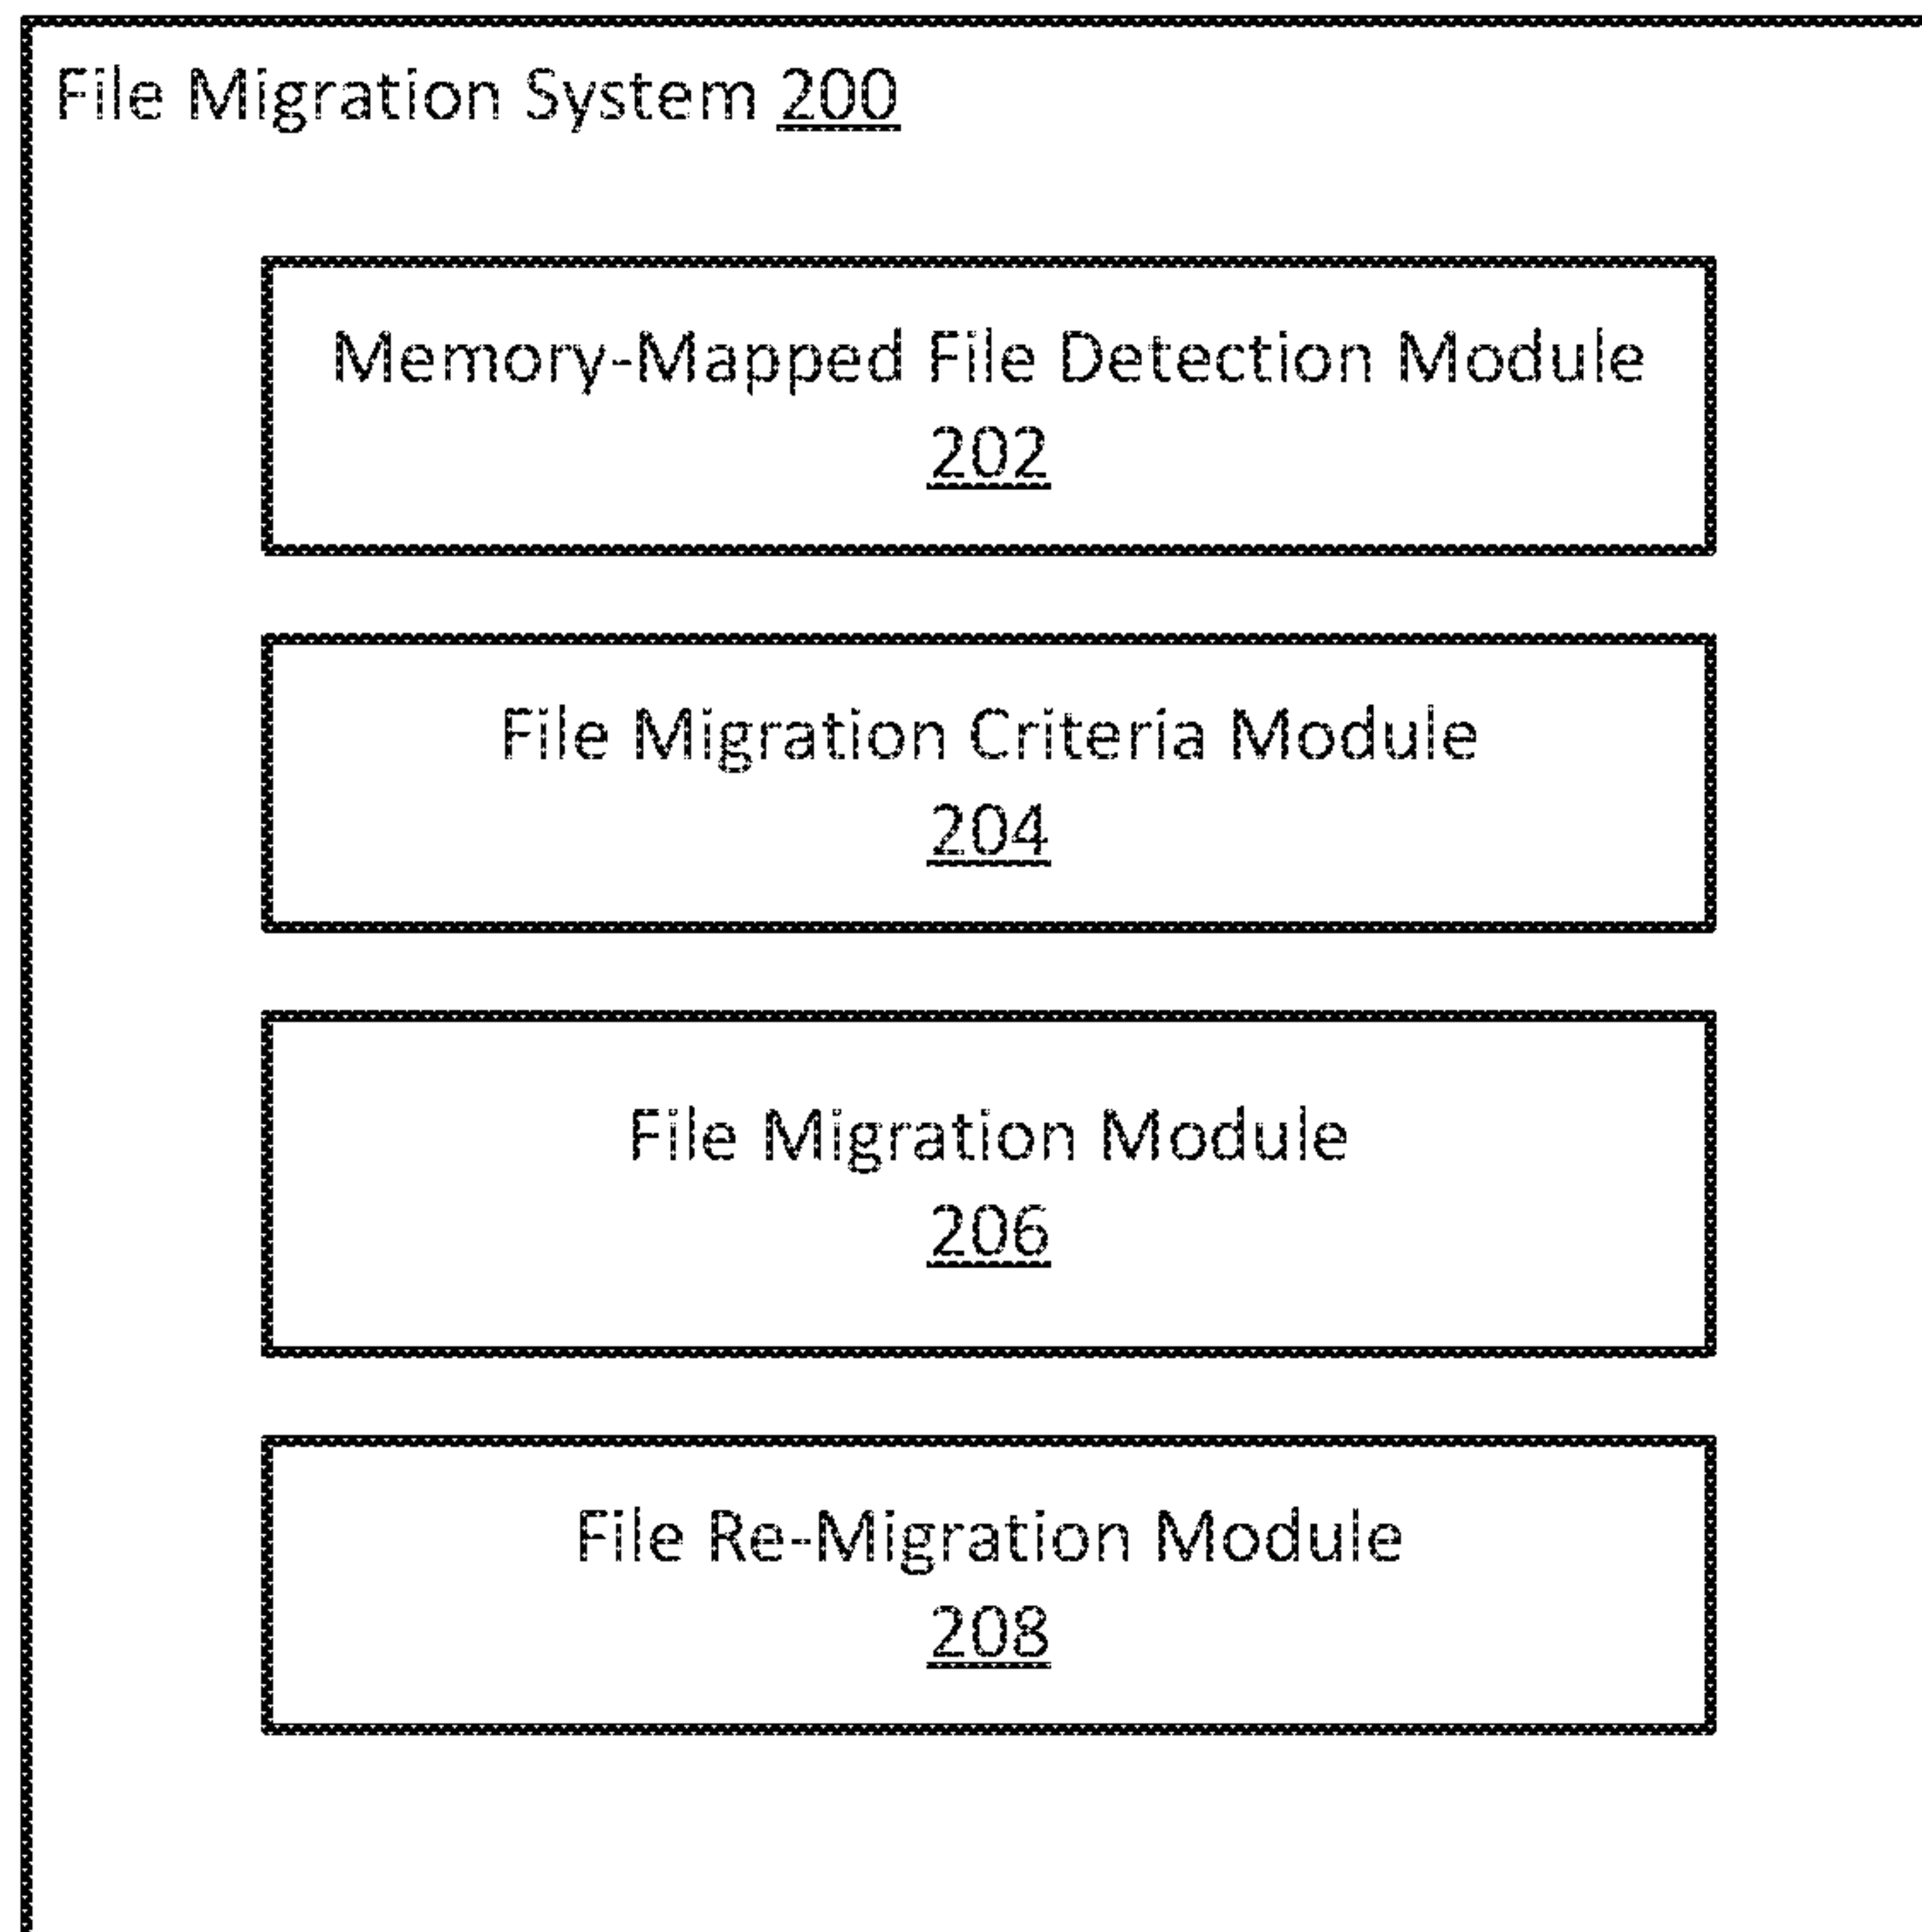 File Migration System 200
Memory-Mapped File Detection Module
202
File Migration Criteria Module
204
File Migration Module
206
File Re-Migration Module
208